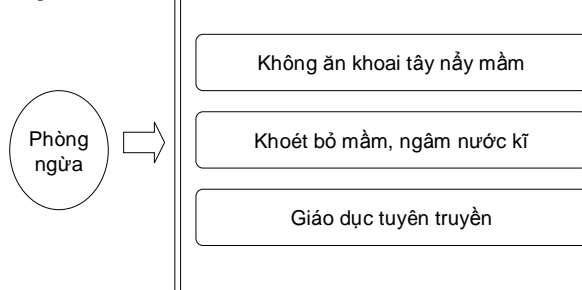 Không ăn khoai tây nẩy mầm
Phòng
ngừa
Khoét bỏ mầm, ngâm nước kĩ
Giáo dục tuyên truyền